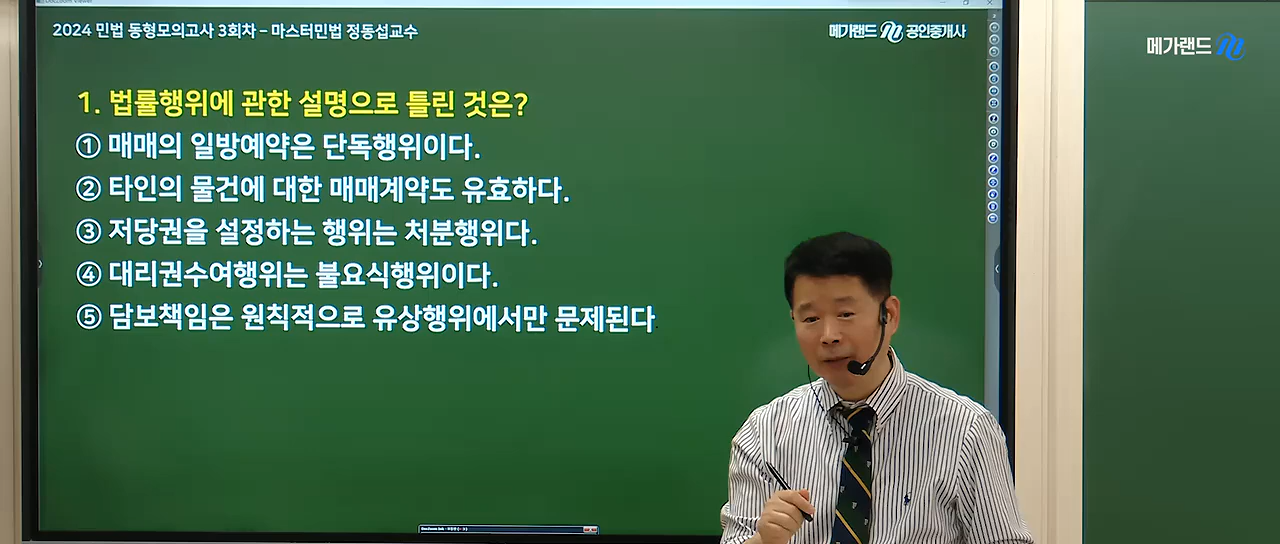 2024 민법 동형모의고사 3회차 – 마스터민법 정동섭교수
메가랜드 공인중개사
메가랜드
1. 법률행위에 관한 설명으로 틀린 것은?
① 매매의 일방예약은 단독행위이다.
② 타인의 물건에 대한 매매계약도 유효하다.
③ 저당권을 설정하는 행위는 처분행위다.
④ 대리권수여행위는 불요식행위이다.
⑤ 담보책임은 원칙적으로 유상행위에서만 문제된다